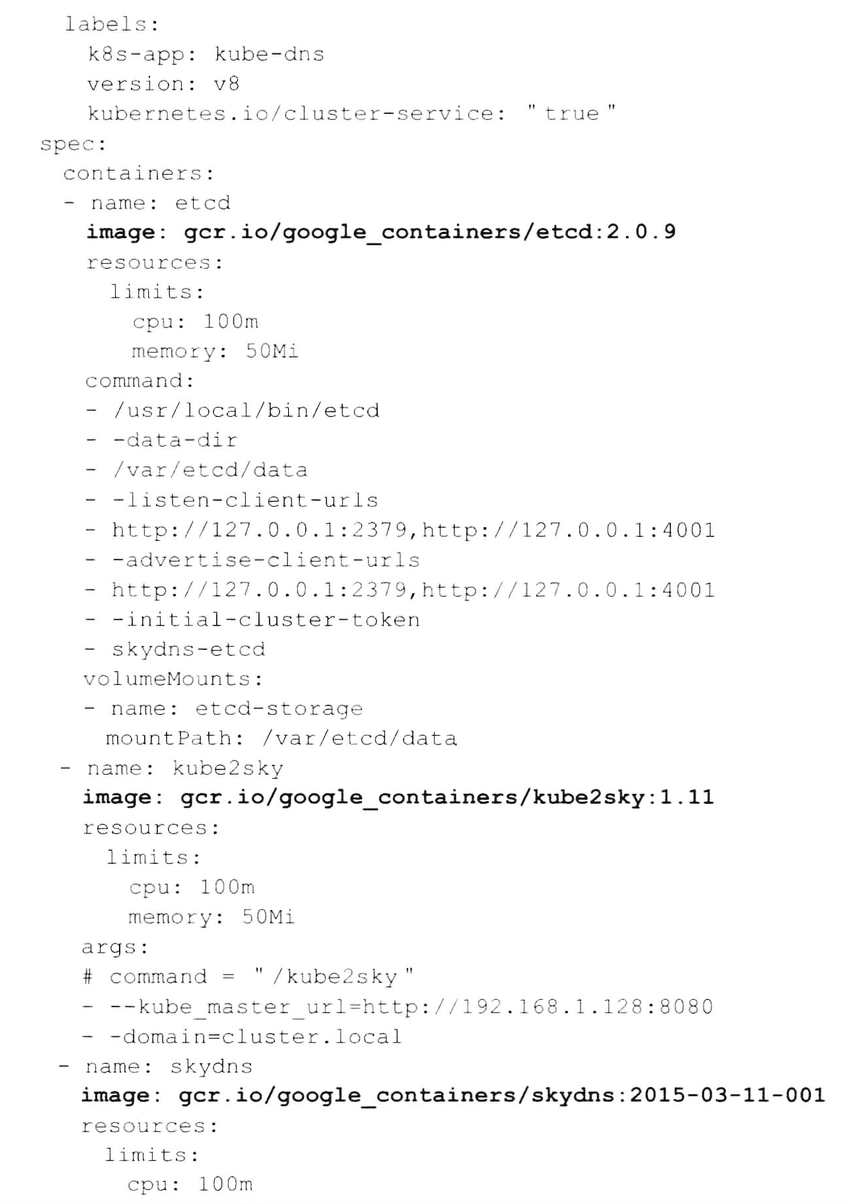 labels:
k8s-app: kube-dns
version: v8
kubernetes.io/cluster-service: "true"
spec:
containers:
- name: etcd
image: gcr.io/google_containers/etcd:2.0.9
resources:
limits:
cpu: 100m
memory: 50Mi
command:
- /usr/local/bin/etcd
- -data-dir
- /var/etcd/data
- -listen-client-urls
- http://127.0.0.1:2379,http://127.0.0.1:4001
- -advertise-client-urls
- http://127.0.0.1:2379,http://127.0.0.1:4001
- -initial-cluster-token
- skydns-etcd
volumeMounts:
- name: etcd-storage
mountPath: /var/etcd/data
- name: kube2sky
image: gcr.io/google_containers/kube2sky:1.11
resources:
limits:
cpu: 100m
memory: 50Mi
args:
# command = "/kube2sky"
- --kube_master_url=http://192.168.1.128:8080
- -domain=cluster.local
- name: skydns
image: gcr.io/google_containers/skydns:2015-03-11-001
resources:
limits:
cpu: 100m